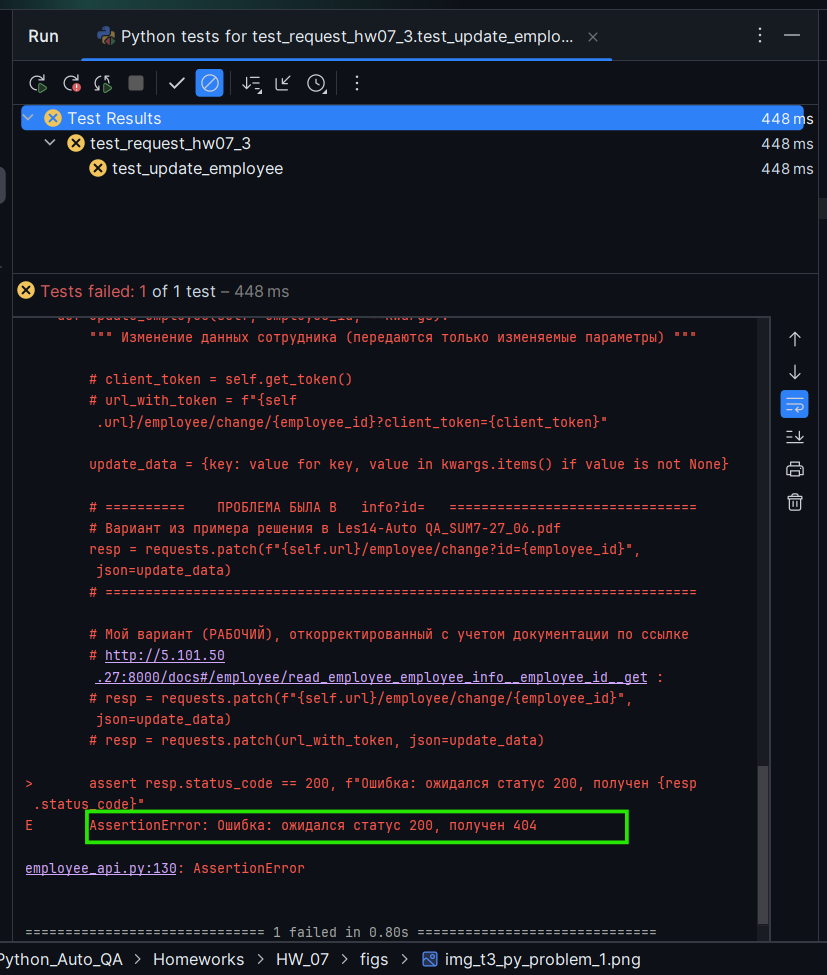 Run
Python tests for test_request_hw07_3.test_update_emplo...
Test Results 448 ms
test_request_hw07_3 448 ms
test_update_employee 448 ms
Tests failed: 1 of 1 test – 448 ms
""" Изменение данных сотрудника (передаются только изменяемые параметры) """
# client_token = self.get_token()
# url_with_token = f"{self
.url}/employee/change/{employee_id}?client_token={client_token}"
update_data = {key: value for key, value in kwargs.items() if value is not None}
# ========== ПРОБЛЕМА БЫЛА В info?id= ===============================
# Вариант из примера решения в Les14-Auto QA_SUM7-27_06.pdf
resp = requests.patch(f"{self.url}/employee/change?id={employee_id}",
json=update_data)
# ==========================================================================
# Мой вариант (РАБОЧИЙ), откорректированный с учетом документации по ссылке
# http://5.101.50
.27:8000/docs#/employee/read_employee_employee_info__employee_id__get :
# resp = requests.patch(f"{self.url}/employee/change/{employee_id}",
json=update_data)
# resp = requests.patch(url_with_token, json=update_data)
> assert resp.status_code == 200, f"Ошибка: ожидался статус 200, получен {resp
.status_code}"
E AssertionError: Ошибка: ожидался статус 200, получен 404
employee_api.py:130: AssertionError
============================== 1 failed in 0.80s ==============================
Python_Auto_QA > Homeworks > HW_07 > figs > img_t3_py_problem_1.png